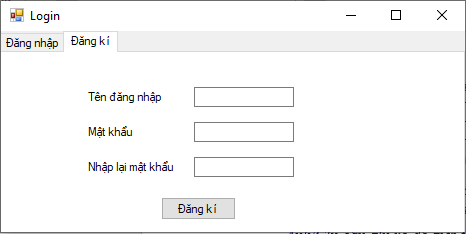 Login
Đăng nhập Đăng kí
Tên đăng nhập
Mật khẩu
Nhập lại mật khẩu
Đăng kí